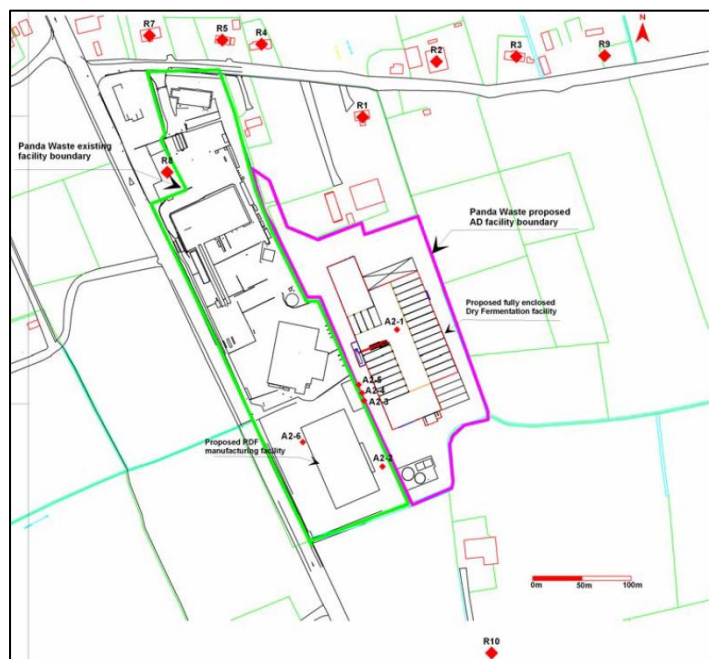 R7
R5
R4
R2
R3
R9
N
R1
Panda Waste existing
facility boundary
R8
Panda Waste proposed
AD facility boundary
Proposed fully enclosed
Dry Fermentation facility
A2-1
A2-5
A2-4
A2-3
A2-6
Proposed RDF
manufacturing facility
A2-2
0m 50m 100m
R10